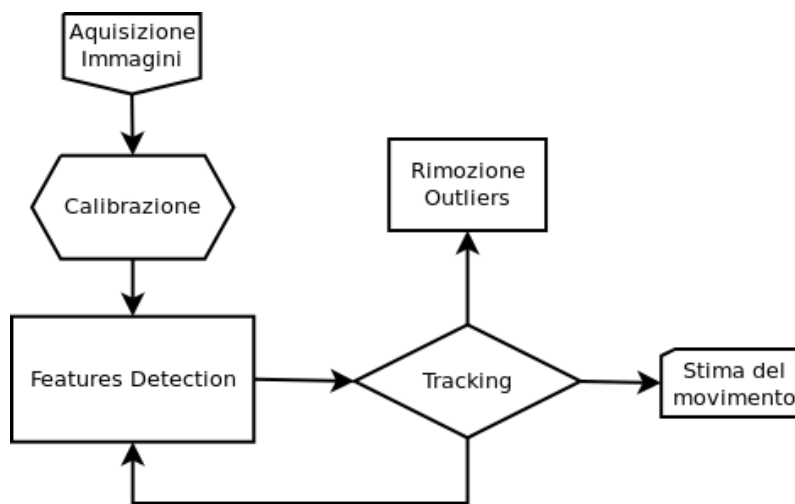 Aquisizione
Immagini
Calibrazione
Rimozione
Outliers
Features Detection
Tracking
Stima del
movimento